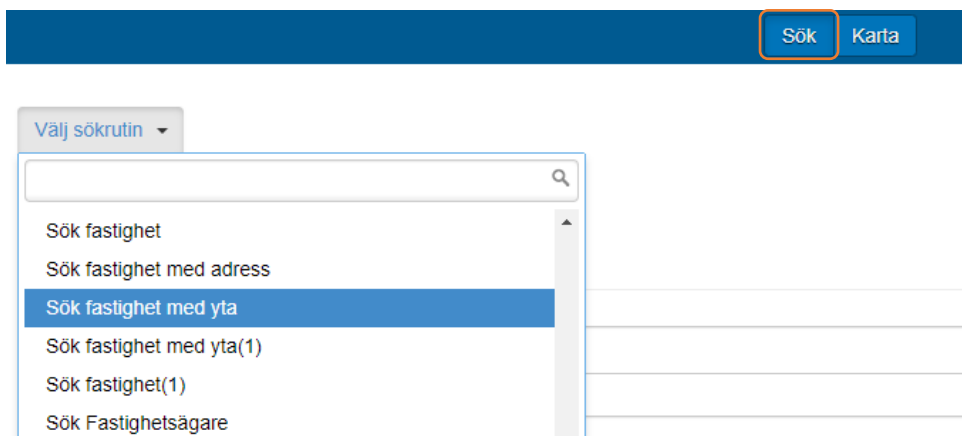 Sök Karta
Välj sökrutin
Sök fastighet
Sök fastighet med adress
Sök fastighet med yta
Sök fastighet med yta(1)
Sök fastighet(1)
Sök Fastighetsägare